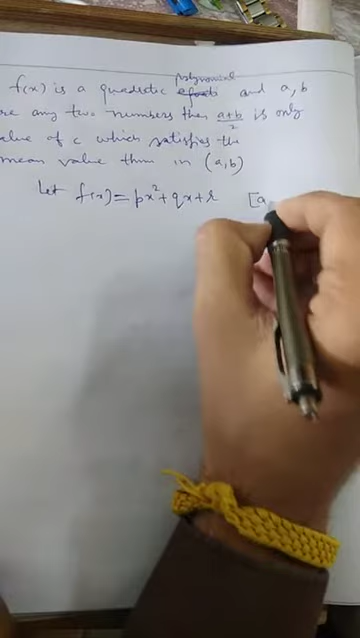 f(x) is a quadratic polynomial and a, b
are any two numbers then a+b/2 is only
value of c which satisfies the
mean value thm in (a, b)
Let f(x) = px² + qx + r [a